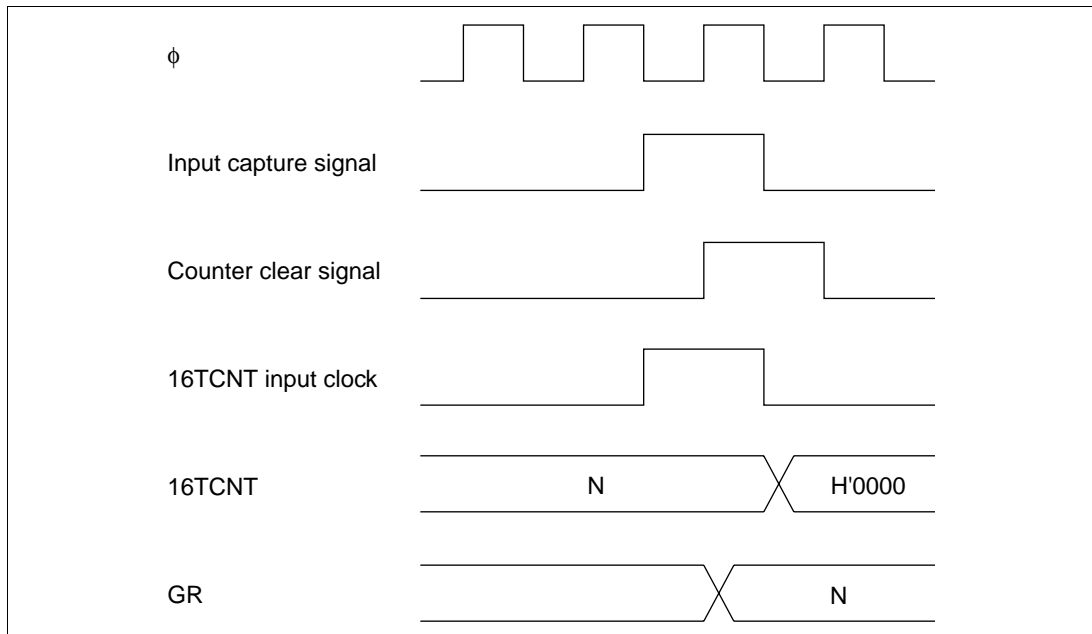 ϕ
Input capture signal
Counter clear signal
16TCNT input clock
16TCNT
N
H'0000
GR
N